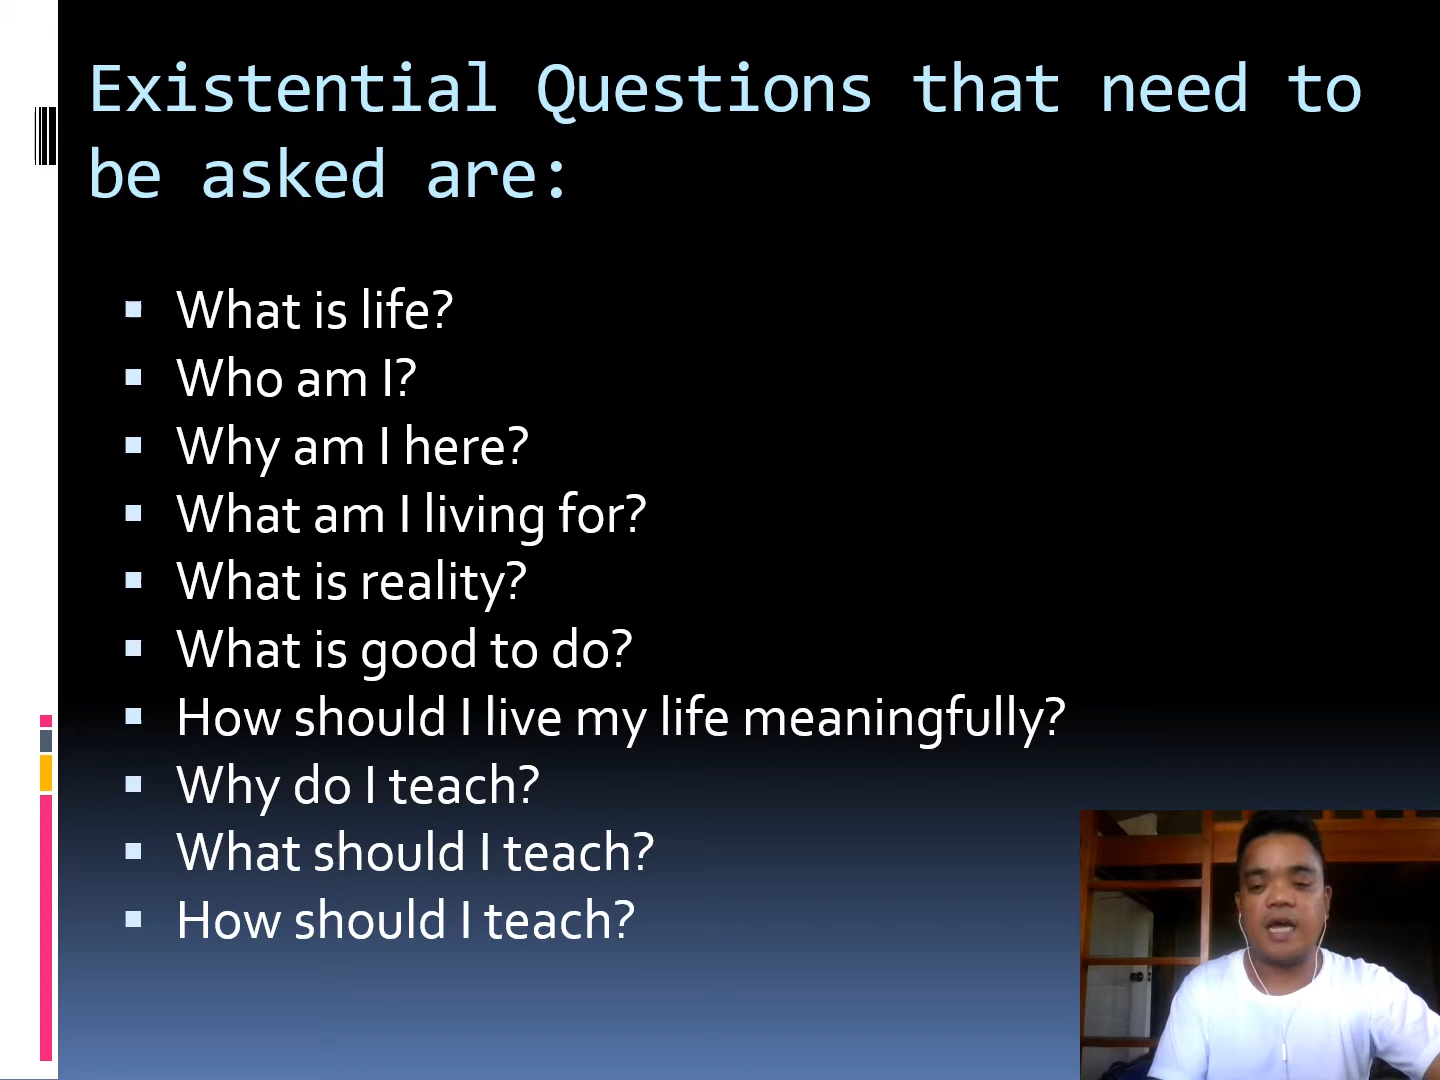 Existential Questions that need to
be asked are:
What is life?
Who am I?
Why am I here?
What am I living for?
What is reality?
What is good to do?
How should I live my life meaningfully?
Why do I teach?
What should I teach?
How should I teach?